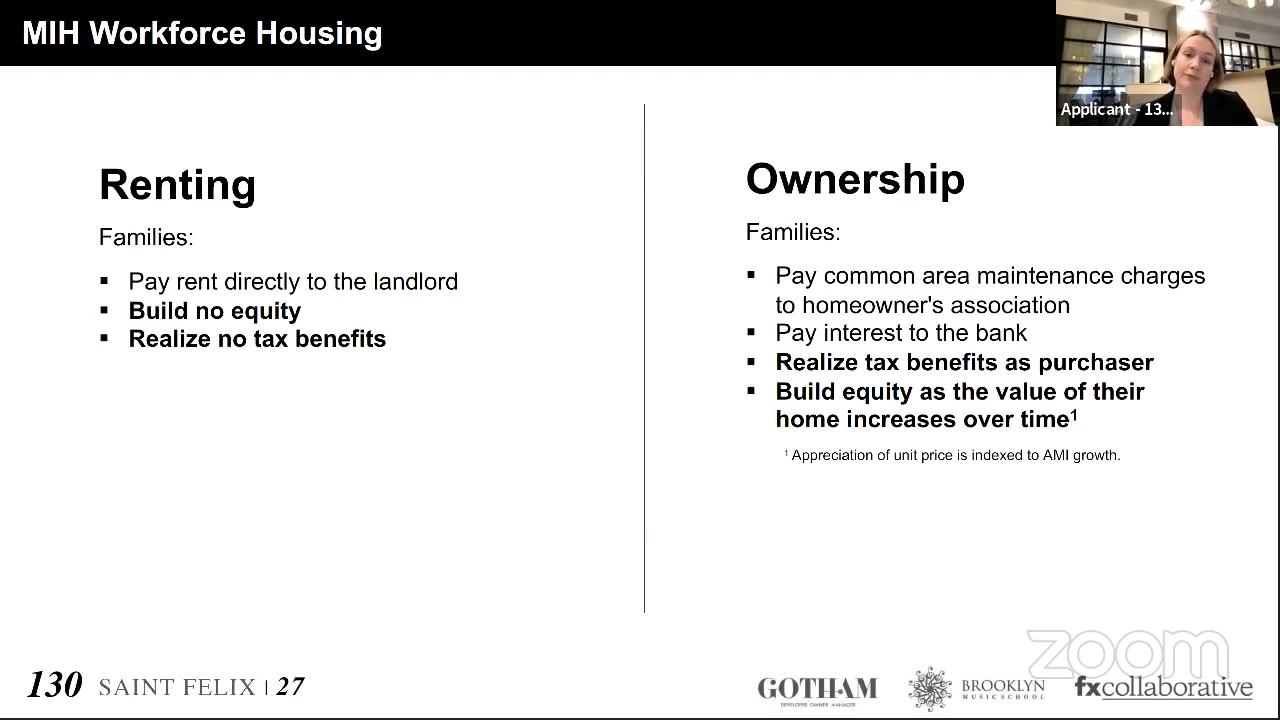 MIH Workforce Housing
Applicant - 13...
Renting
Families:
▪ Pay rent directly to the landlord
▪ Build no equity
▪ Realize no tax benefits
Ownership
Families:
▪ Pay common area maintenance charges
to homeowner's association
▪ Pay interest to the bank
▪ Realize tax benefits as purchaser
▪ Build equity as the value of their
home increases over time¹
¹ Appreciation of unit price is indexed to AMI growth.
zoom
130 SAINT FELIX | 27
GOTHAM
DEVELOPER OWNER MANAGER
BROOKLYN
MUSIC SCHOOL
fxcollaborative